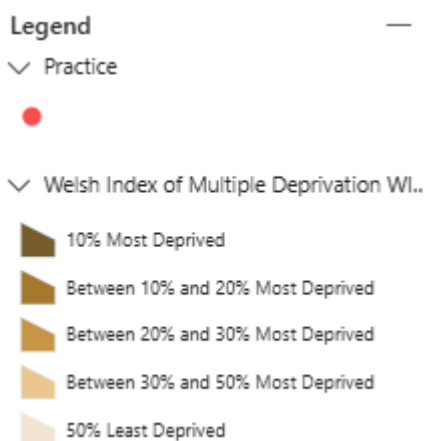 Legend
Practice
Welsh Index of Multiple Deprivation WI..
10% Most Deprived
Between 10% and 20% Most Deprived
Between 20% and 30% Most Deprived
Between 30% and 50% Most Deprived
50% Least Deprived